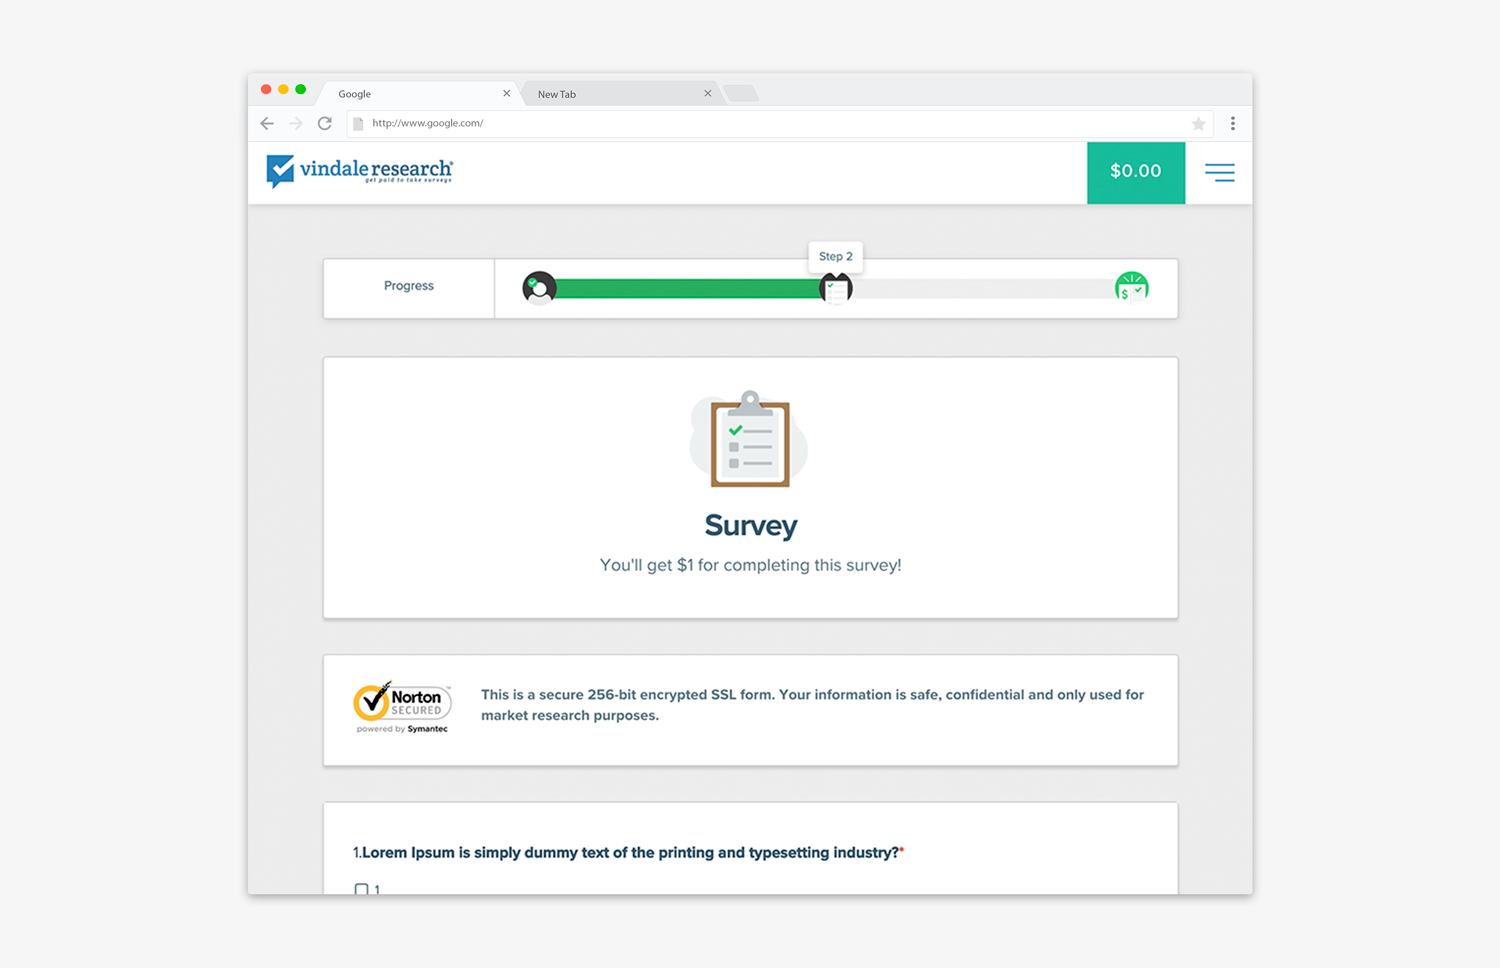 Google
New Tab
http://www.google.com/
vindale research®
get paid to take surveys
$0.00
Step 2
Progress
$
Survey
You'll get $1 for completing this survey!
Norton™
SECURED
powered by Symantec
This is a secure 256-bit encrypted SSL form. Your information is safe, confidential and only used for
market research purposes.
1.Lorem Ipsum is simply dummy text of the printing and typesetting industry?*
1